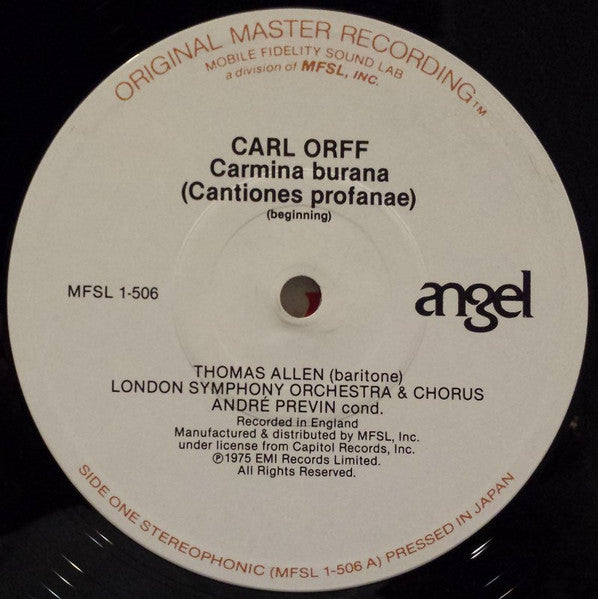 ORIGINAL MASTER RECORDING™
MOBILE FIDELITY SOUND LAB
a division of MFSL, INC.
CARL ORFF
Carmina burana
(Cantiones profanae)
(beginning)
MFSL 1-506
angel
THOMAS ALLEN (baritone)
LONDON SYMPHONY ORCHESTRA & CHORUS
ANDRÉ PREVIN cond.
Recorded in England
Manufactured & distributed by MFSL, Inc.
under license from Capitol Records, Inc.
℗1975 EMI Records Limited.
All Rights Reserved.
SIDE ONE STEREOPHONIC (MFSL 1-506 A) PRESSED IN JAPAN